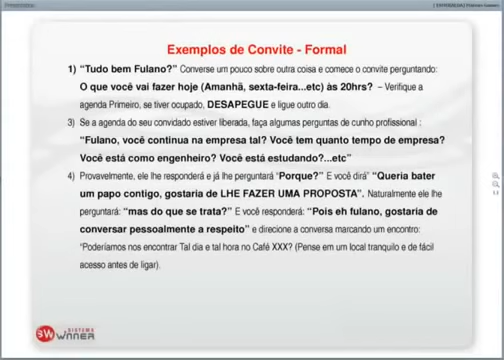 Exemplos de Convite - Formal
1) “Tudo bem Fulano?” Converse um pouco sobre outra coisa e comece o convite perguntando:
O que você vai fazer hoje (Amanhã, sexta-feira...etc) às 20hrs? – Verifique a
agenda Primeiro, se tiver ocupado, DESAPEGUE e ligue outro dia.
3) Se a agenda do seu convidado estiver liberada, faça algumas perguntas de cunho profissional :
“Fulano, você continua na empresa tal? Você tem quanto tempo de empresa?
Você está como engenheiro? Você está estudando?...etc”
4) Provavelmente, ele lhe responderá e já lhe perguntará “Porque?” E você dirá” “Queria bater
um papo contigo, gostaria de LHE FAZER UMA PROPOSTA”. Naturalmente ele lhe
perguntará: “mas do que se trata?” E você responderá: “Pois eh fulano, gostaria de
conversar pessoalmente a respeito” e direcione a conversa marcando um encontro:
“Poderíamos nos encontrar Tal dia e tal hora no Café XXX? (Pense em um local tranquilo e de fácil
acesso antes de ligar).
SISTEMA
WINNER